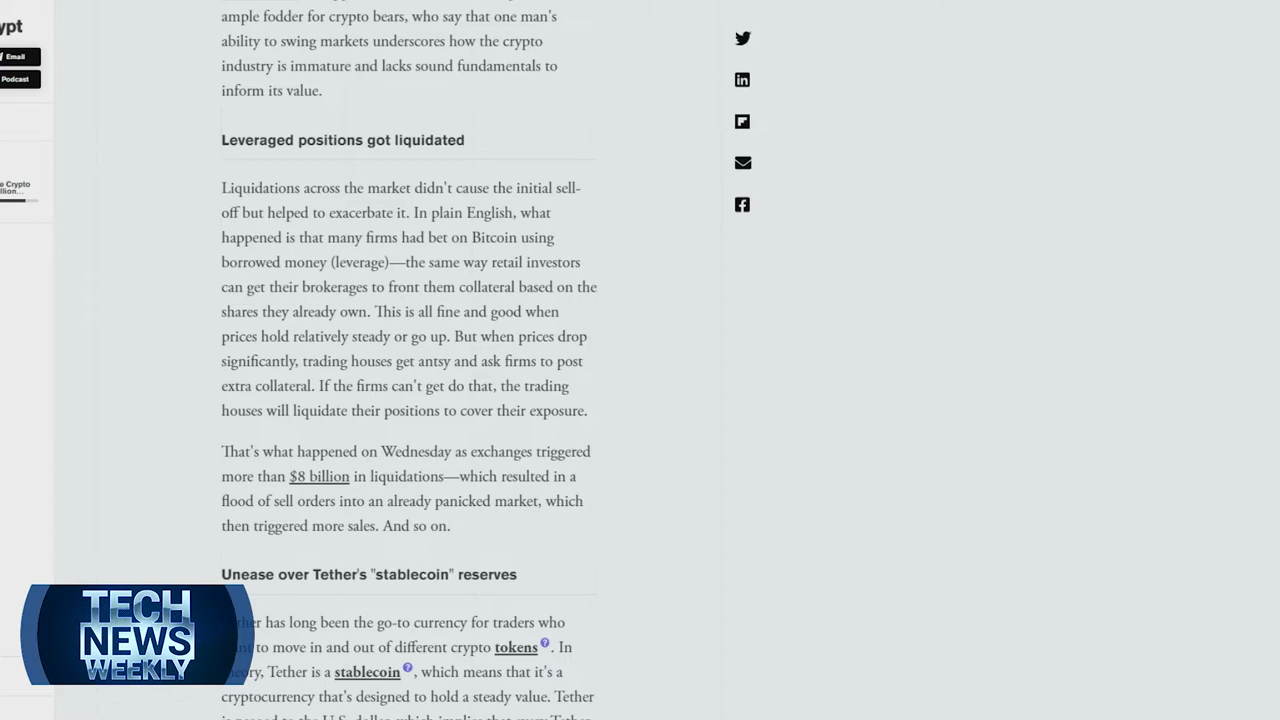 ypt
Email
Podcast
e Crypto
llion...
ample fodder for crypto bears, who say that one man's
ability to swing markets underscores how the crypto
industry is immature and lacks sound fundamentals to
inform its value.
Leveraged positions got liquidated
Liquidations across the market didn't cause the initial sell-
off but helped to exacerbate it. In plain English, what
happened is that many firms had bet on Bitcoin using
borrowed money (leverage)—the same way retail investors
can get their brokerages to front them collateral based on the
shares they already own. This is all fine and good when
prices hold relatively steady or go up. But when prices drop
significantly, trading houses get antsy and ask firms to post
extra collateral. If the firms can't get do that, the trading
houses will liquidate their positions to cover their exposure.
That's what happened on Wednesday as exchanges triggered
more than $8 billion in liquidations—which resulted in a
flood of sell orders into an already panicked market, which
then triggered more sales. And so on.
Unease over Tether's "stablecoin" reserves
ther has long been the go-to currency for traders who
to move in and out of different crypto tokens?. In
eory, Tether is a stablecoin?, which means that it's a
cryptocurrency that's designed to hold a steady value. Tether
TECH
NEWS
WEEKLY